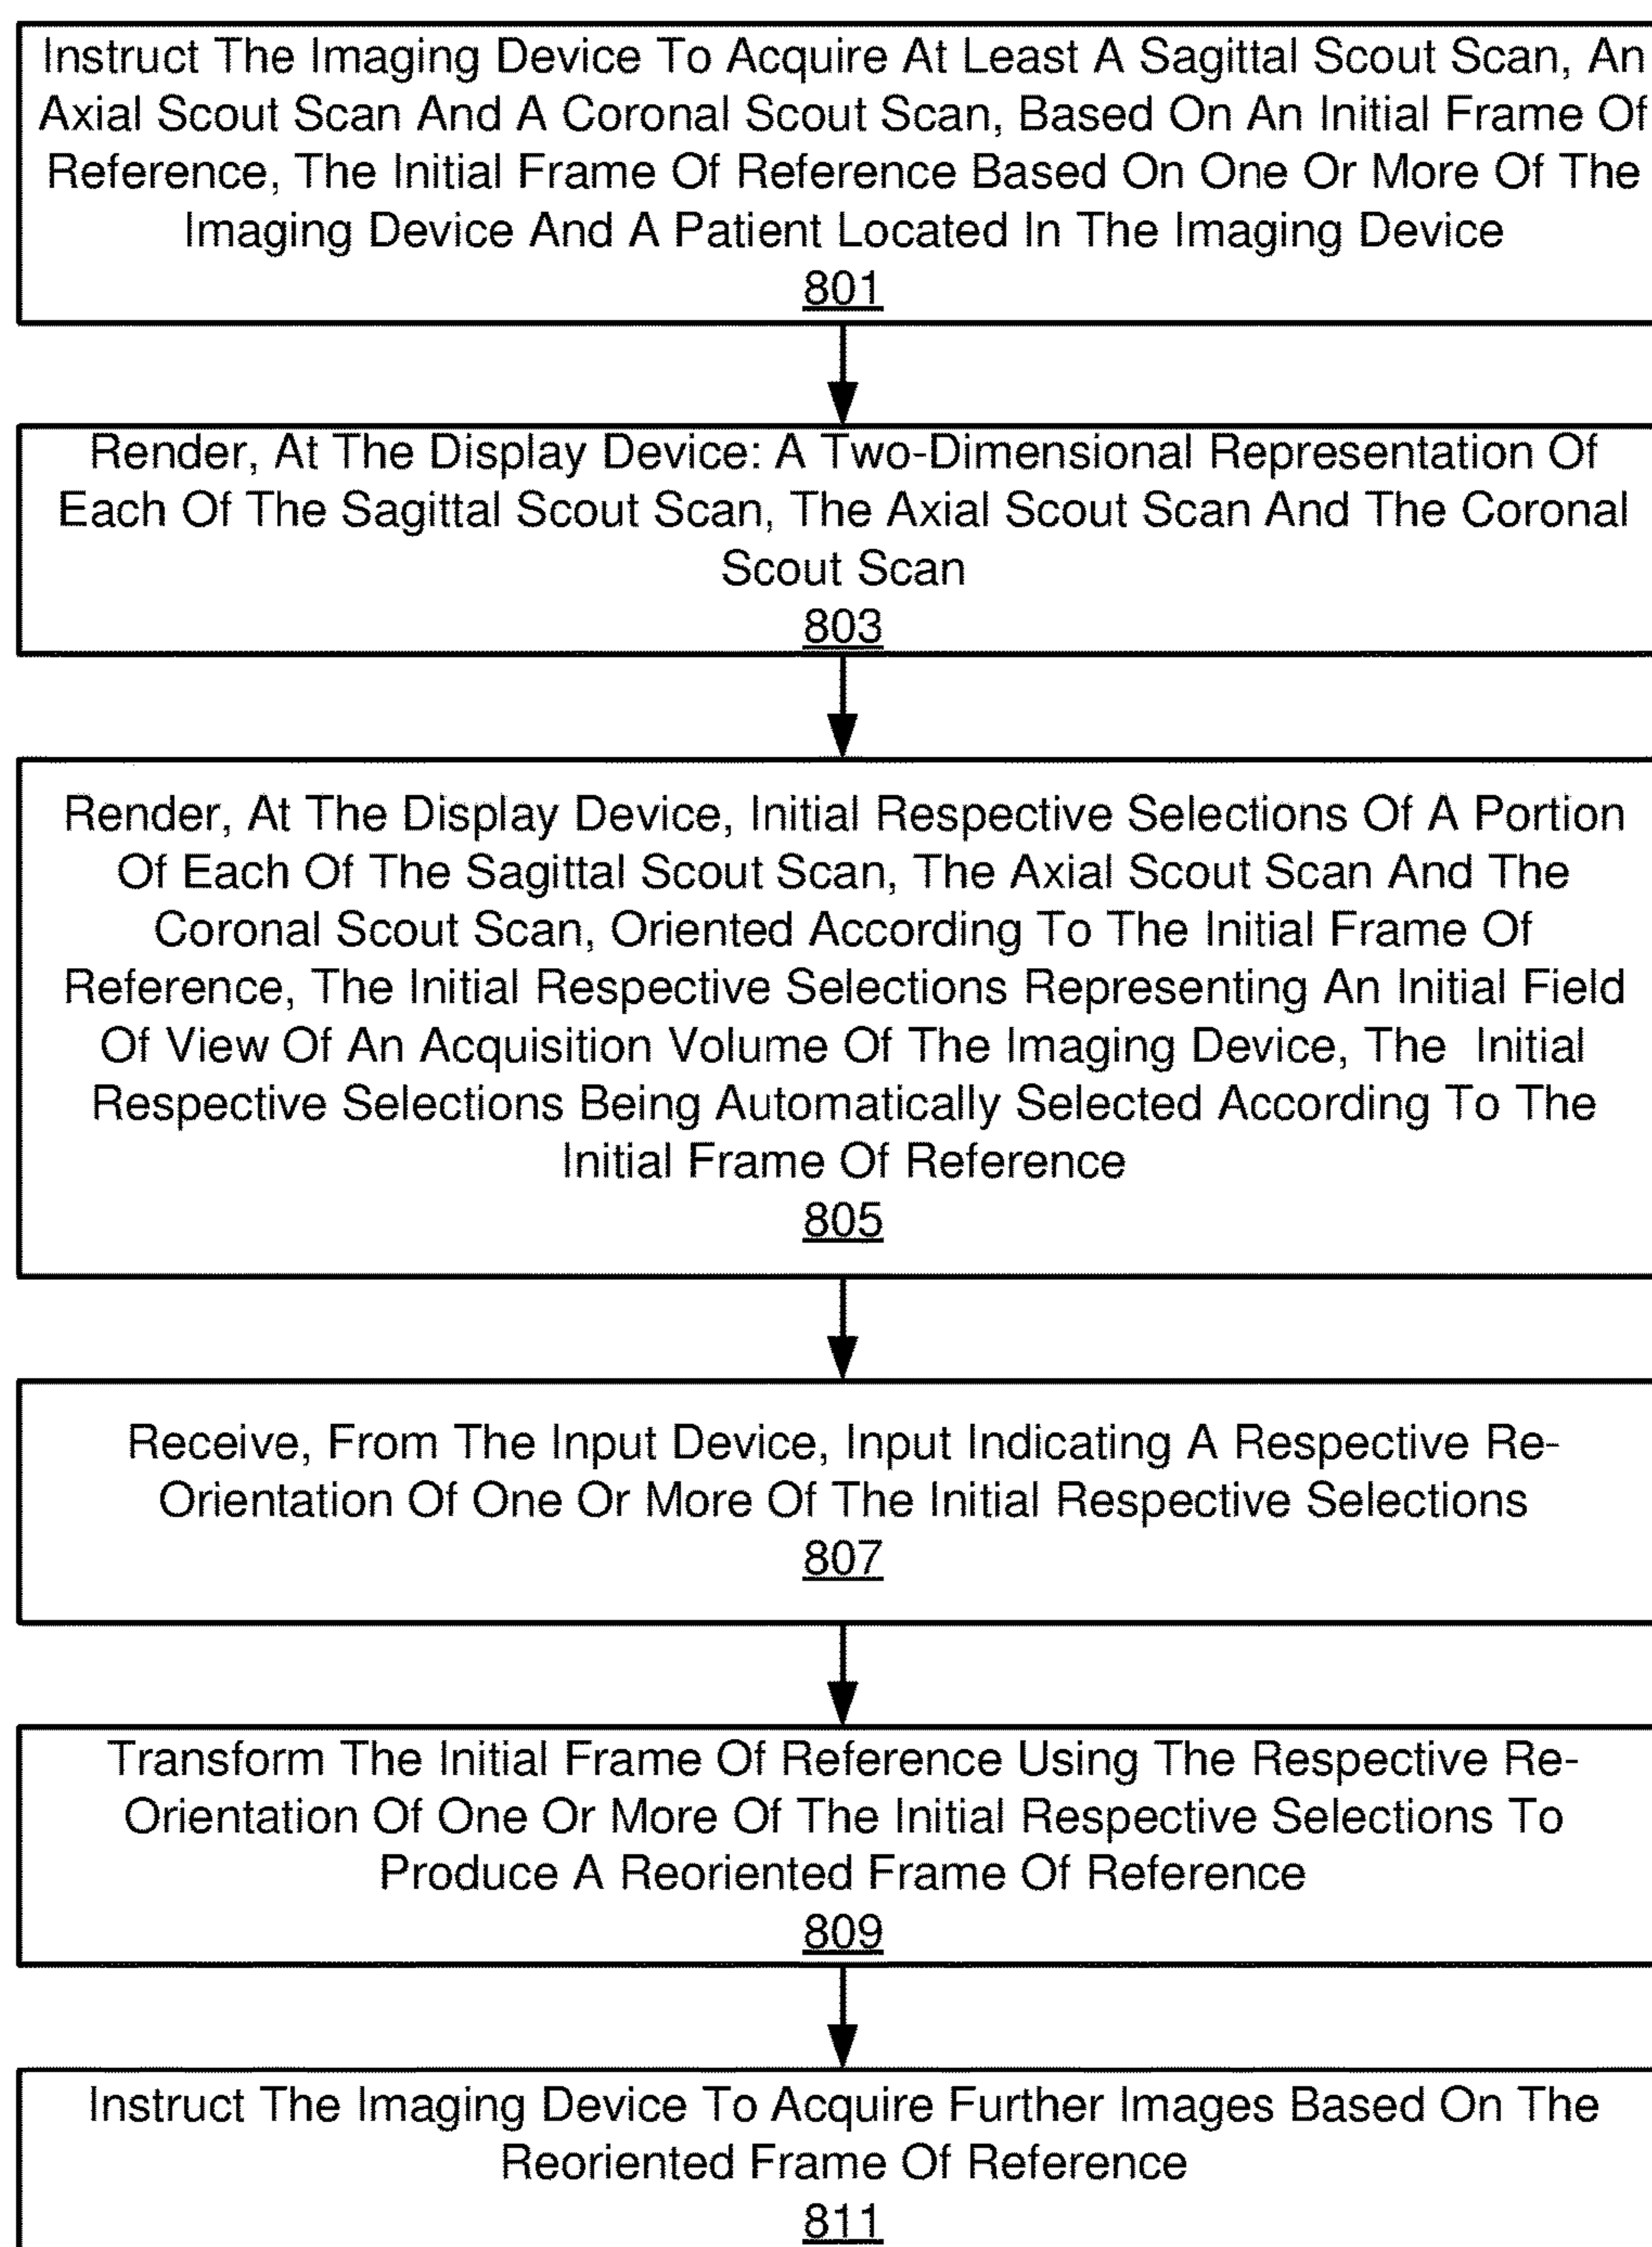 Instruct The Imaging Device To Acquire At Least A Sagittal Scout Scan, An
Axial Scout Scan And A Coronal Scout Scan, Based On An Initial Frame Of
Reference, The Initial Frame Of Reference Based On One Or More Of The
Imaging Device And A Patient Located In The Imaging Device
801
Render, At The Display Device: A Two-Dimensional Representation Of
Each Of The Sagittal Scout Scan, The Axial Scout Scan And The Coronal
Scout Scan
803
Render, At The Display Device, Initial Respective Selections Of A Portion
Of Each Of The Sagittal Scout Scan, The Axial Scout Scan And The
Coronal Scout Scan, Oriented According To The Initial Frame Of
Reference, The Initial Respective Selections Representing An Initial Field
Of View Of An Acquisition Volume Of The Imaging Device, The Initial
Respective Selections Being Automatically Selected According To The
Initial Frame Of Reference
805
Receive, From The Input Device, Input Indicating A Respective Re-
Orientation Of One Or More Of The Initial Respective Selections
807
Transform The Initial Frame Of Reference Using The Respective Re-
Orientation Of One Or More Of The Initial Respective Selections To
Produce A Reoriented Frame Of Reference
809
Instruct The Imaging Device To Acquire Further Images Based On The
Reoriented Frame Of Reference
811